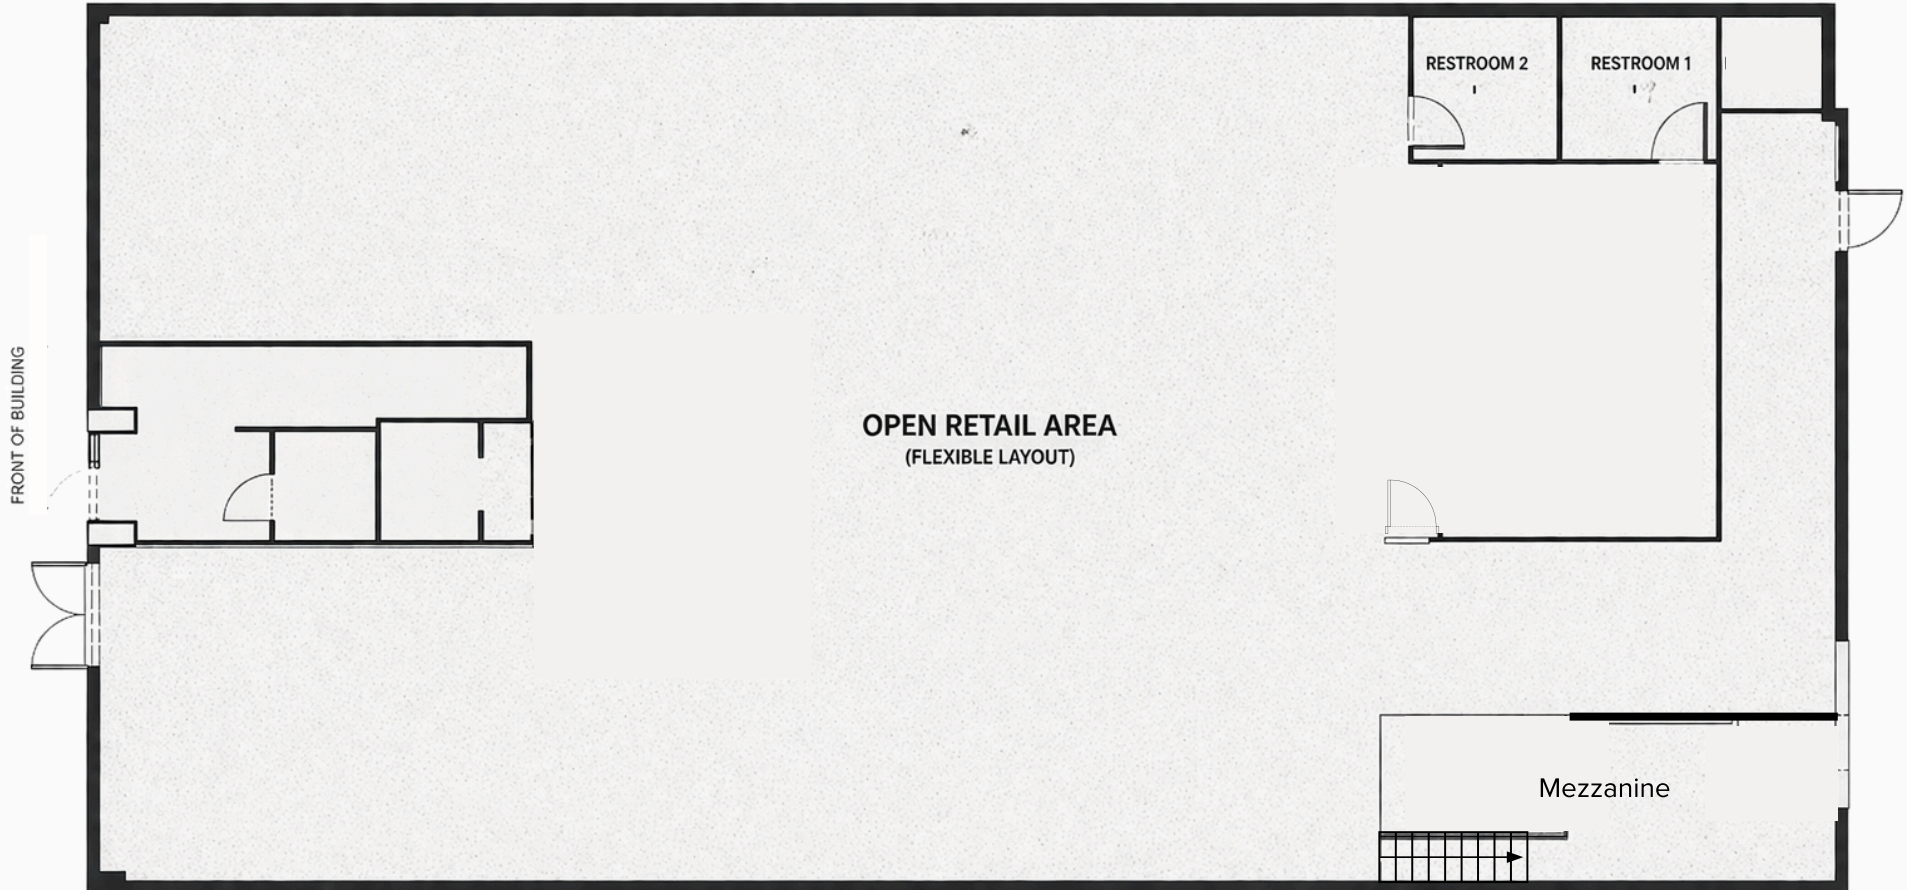 RESTROOM 2
RESTROOM 1
FRONT OF BUILDING
OPEN RETAIL AREA
(FLEXIBLE LAYOUT)
Mezzanine